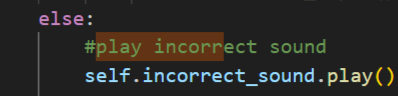 else:
#play incorrect sound
self.incorrect_sound.play()